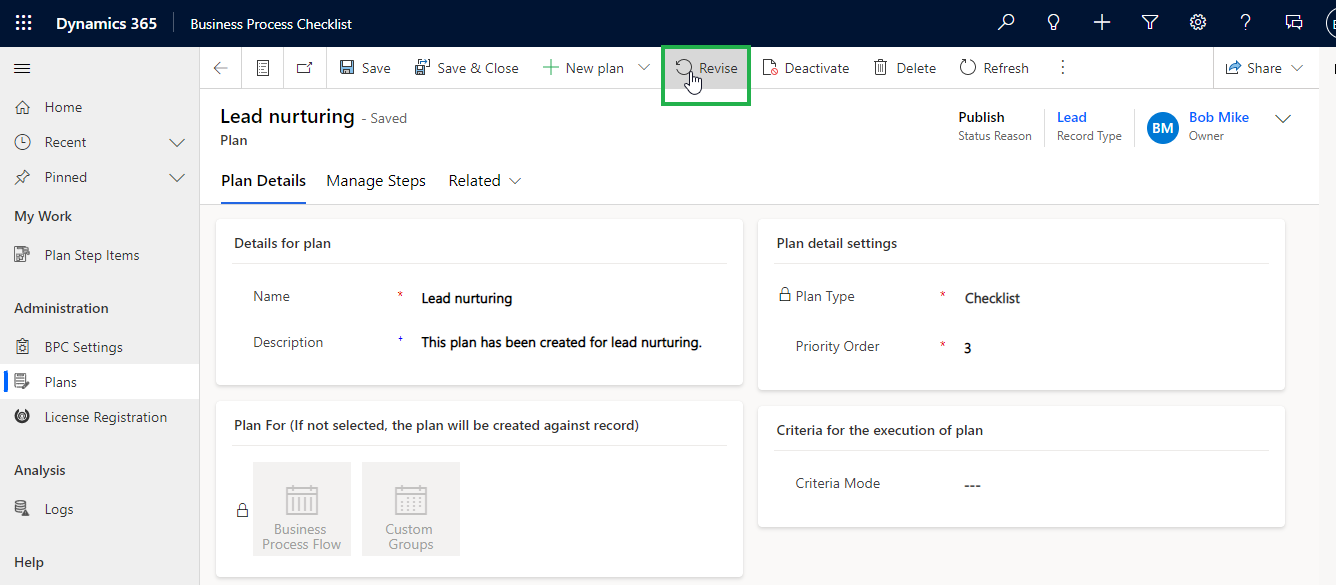 Dynamics 365 Business Process Checklist
Home
Recent
Pinned
My Work
Plan Step Items
Administration
BPC Settings
Plans
License Registration
Analysis
Logs
Help
Save Save & Close New plan Revise Deactivate Delete Refresh Share
Lead nurturing - Saved
Plan
Publish
Status Reason
Lead
Record Type
BM
Bob Mike
Owner
Plan Details Manage Steps Related
Details for plan
Name * Lead nurturing
Description + This plan has been created for lead nurturing.
Plan For (If not selected, the plan will be created against record)
Business
Process Flow
Custom
Groups
Plan detail settings
Plan Type * Checklist
Priority Order * 3
Criteria for the execution of plan
Criteria Mode ---